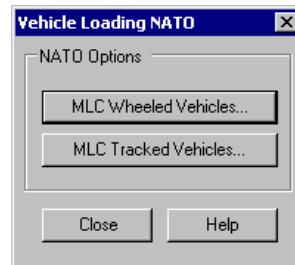 Vehicle Loading NATO
NATO Options
MLC Wheeled Vehicles...
MLC Tracked Vehicles...
Close Help